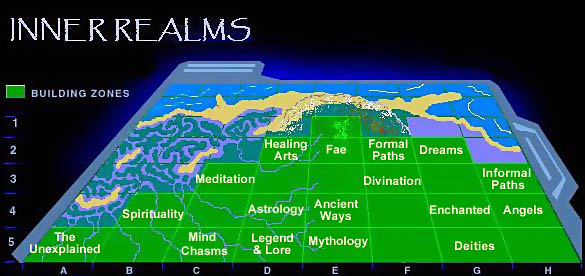 INNER REALMS
BUILDING ZONES
1
2
Healing
Arts
Fae
Formal
Paths
Dreams
3
Meditation
Divination
Informal
Paths
4
Spirituality
Astrology
Ancient
Ways
Enchanted
Angels
5
The
Unexplained
Mind
Chasms
Legend
& Lore
Mythology
Deities
A B C D E F G H